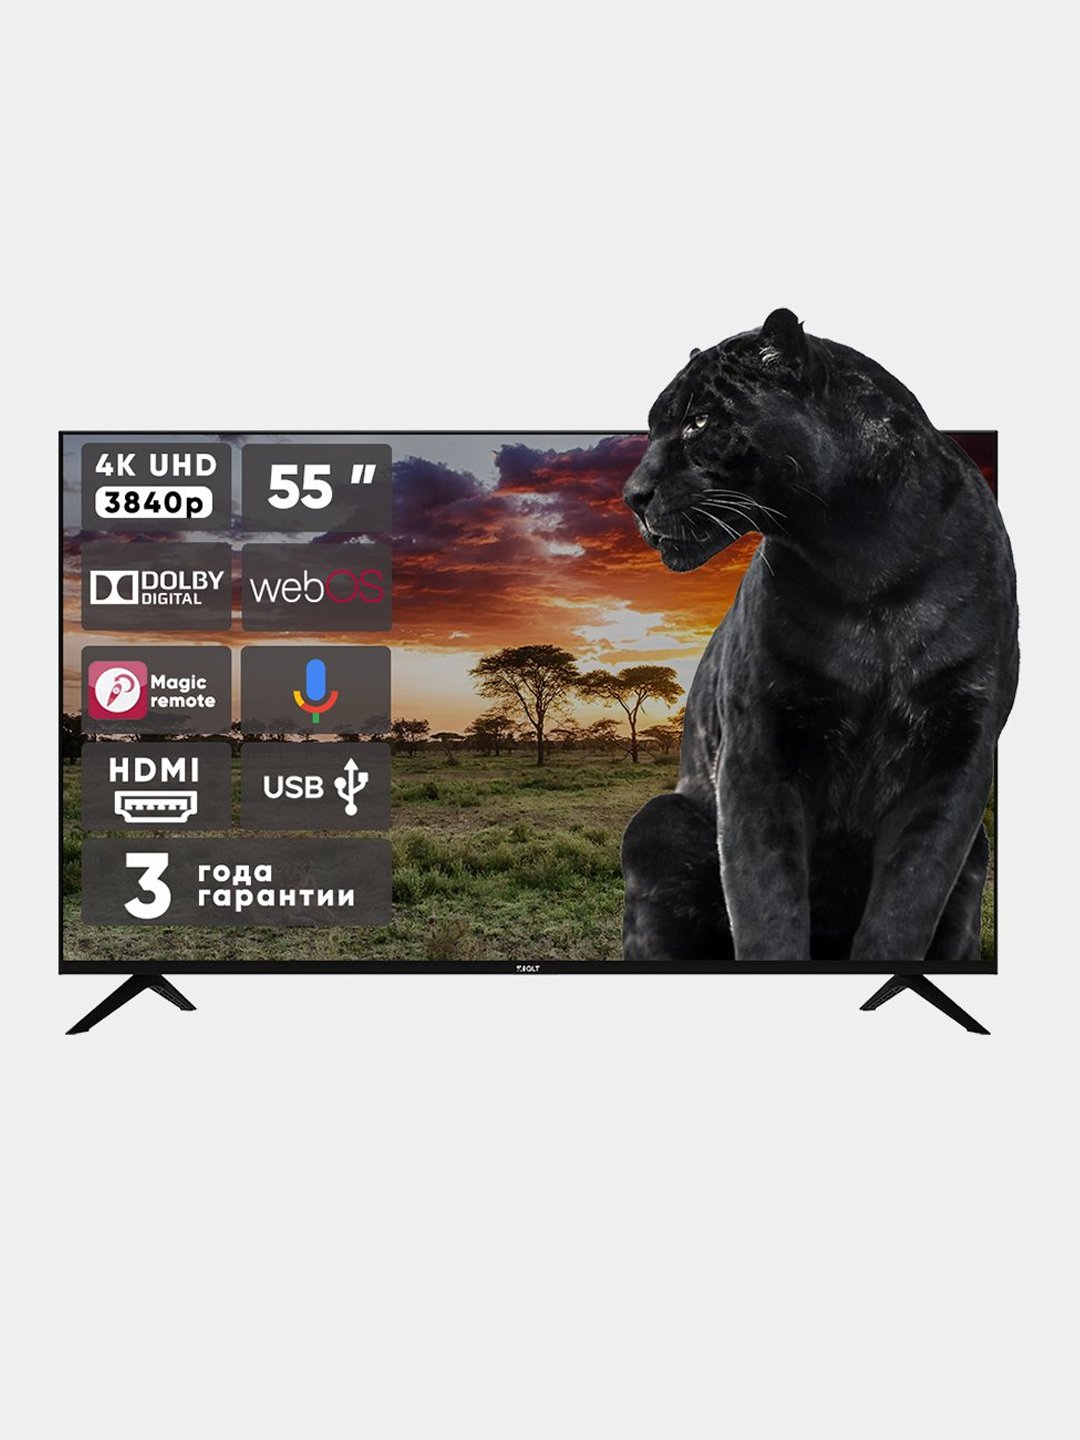 4K UHD
3840p
55 "
DOLBY
DIGITAL
webOS
Magic
remote
HDMI
USB
3 года
гарантии